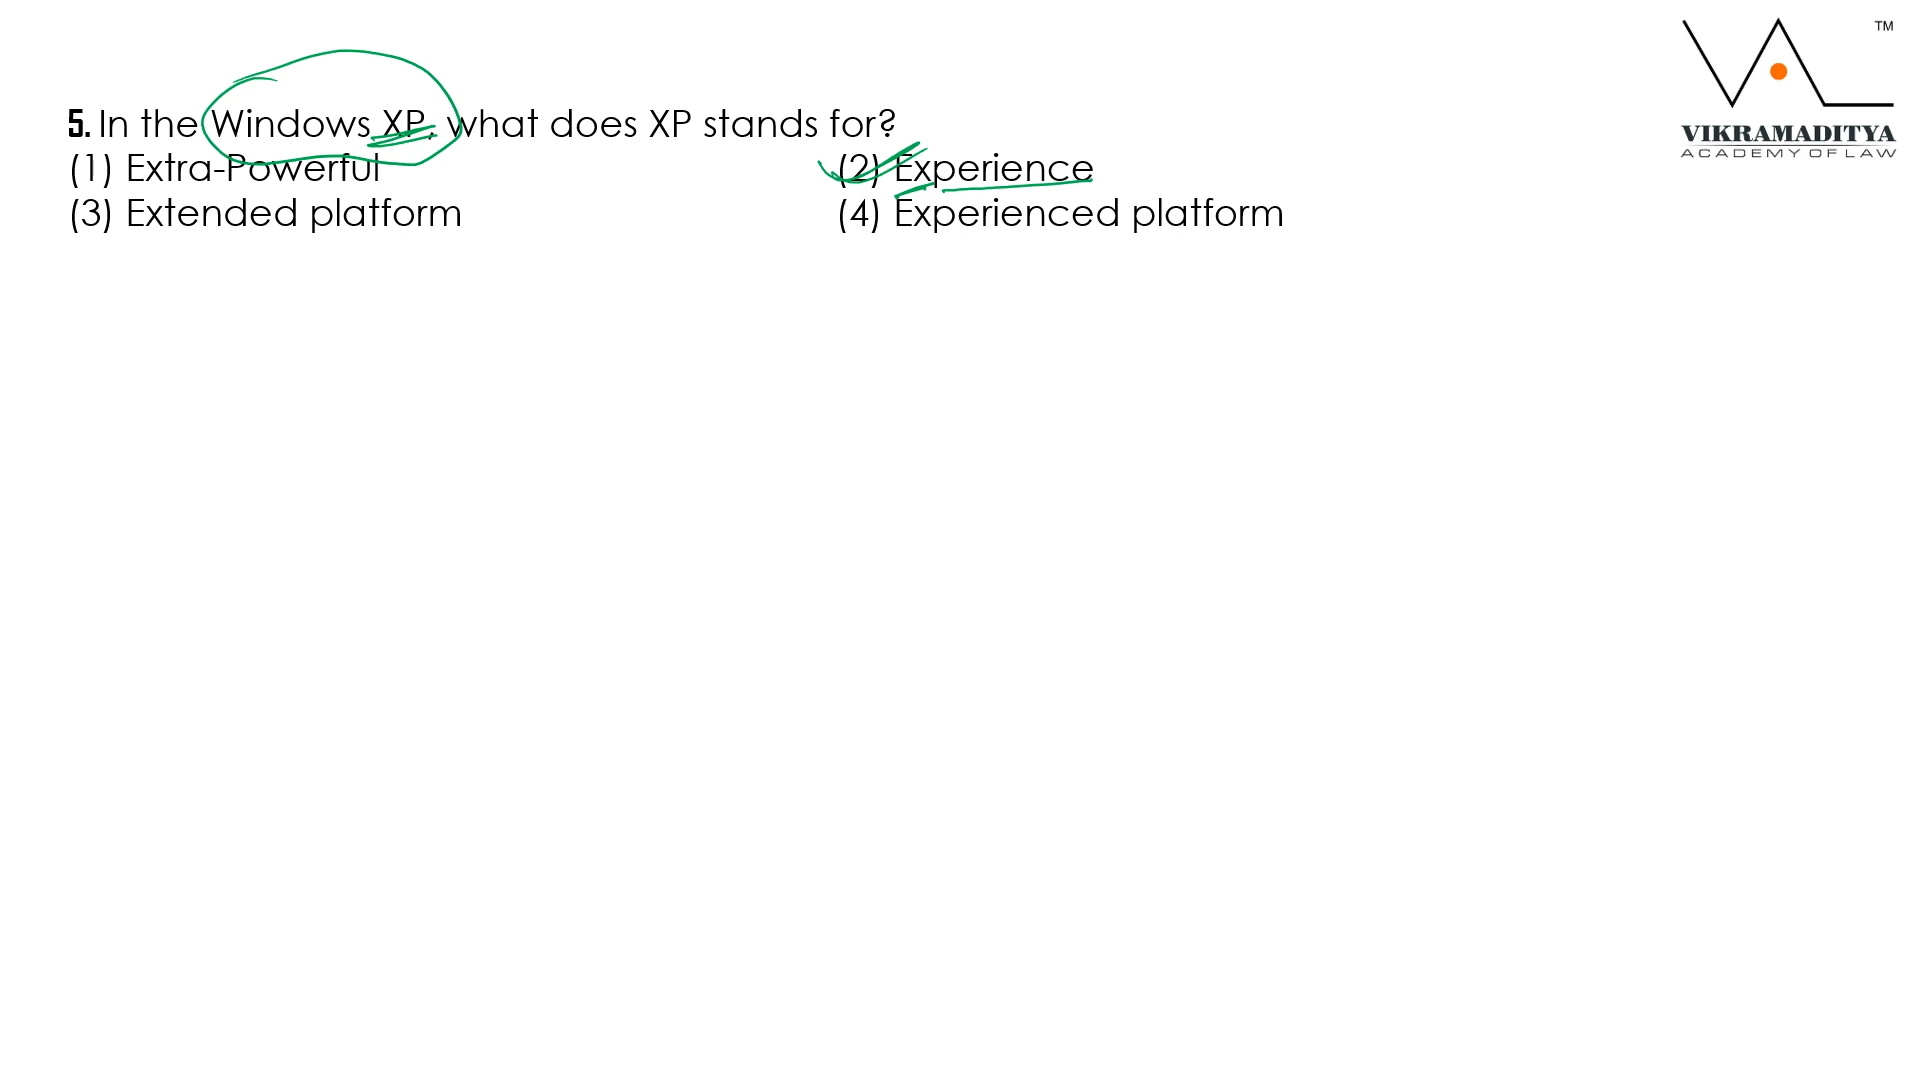 TM
VIKRAMADITYA
ACADEMY OF LAW
5. In the Windows XP, what does XP stands for?
(1) Extra-Powerful (2) Experience
(3) Extended platform (4) Experienced platform